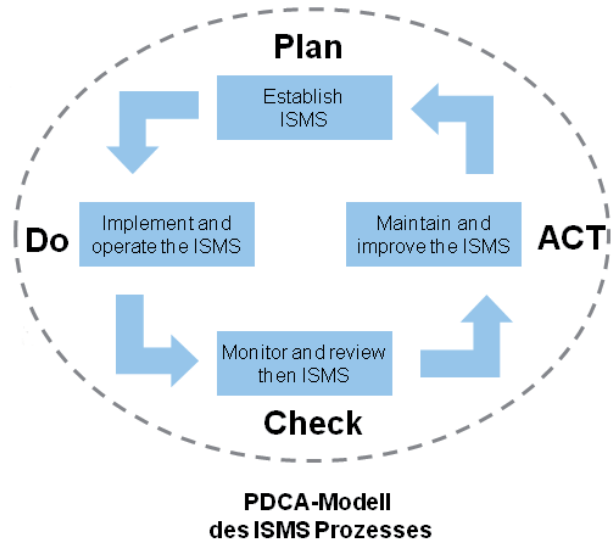 Plan
Establish
ISMS
Do
Implement and
operate the ISMS
Maintain and
improve the ISMS
ACT
Monitor and review
then ISMS
Check
PDCA-Modell
des ISMS Prozesses